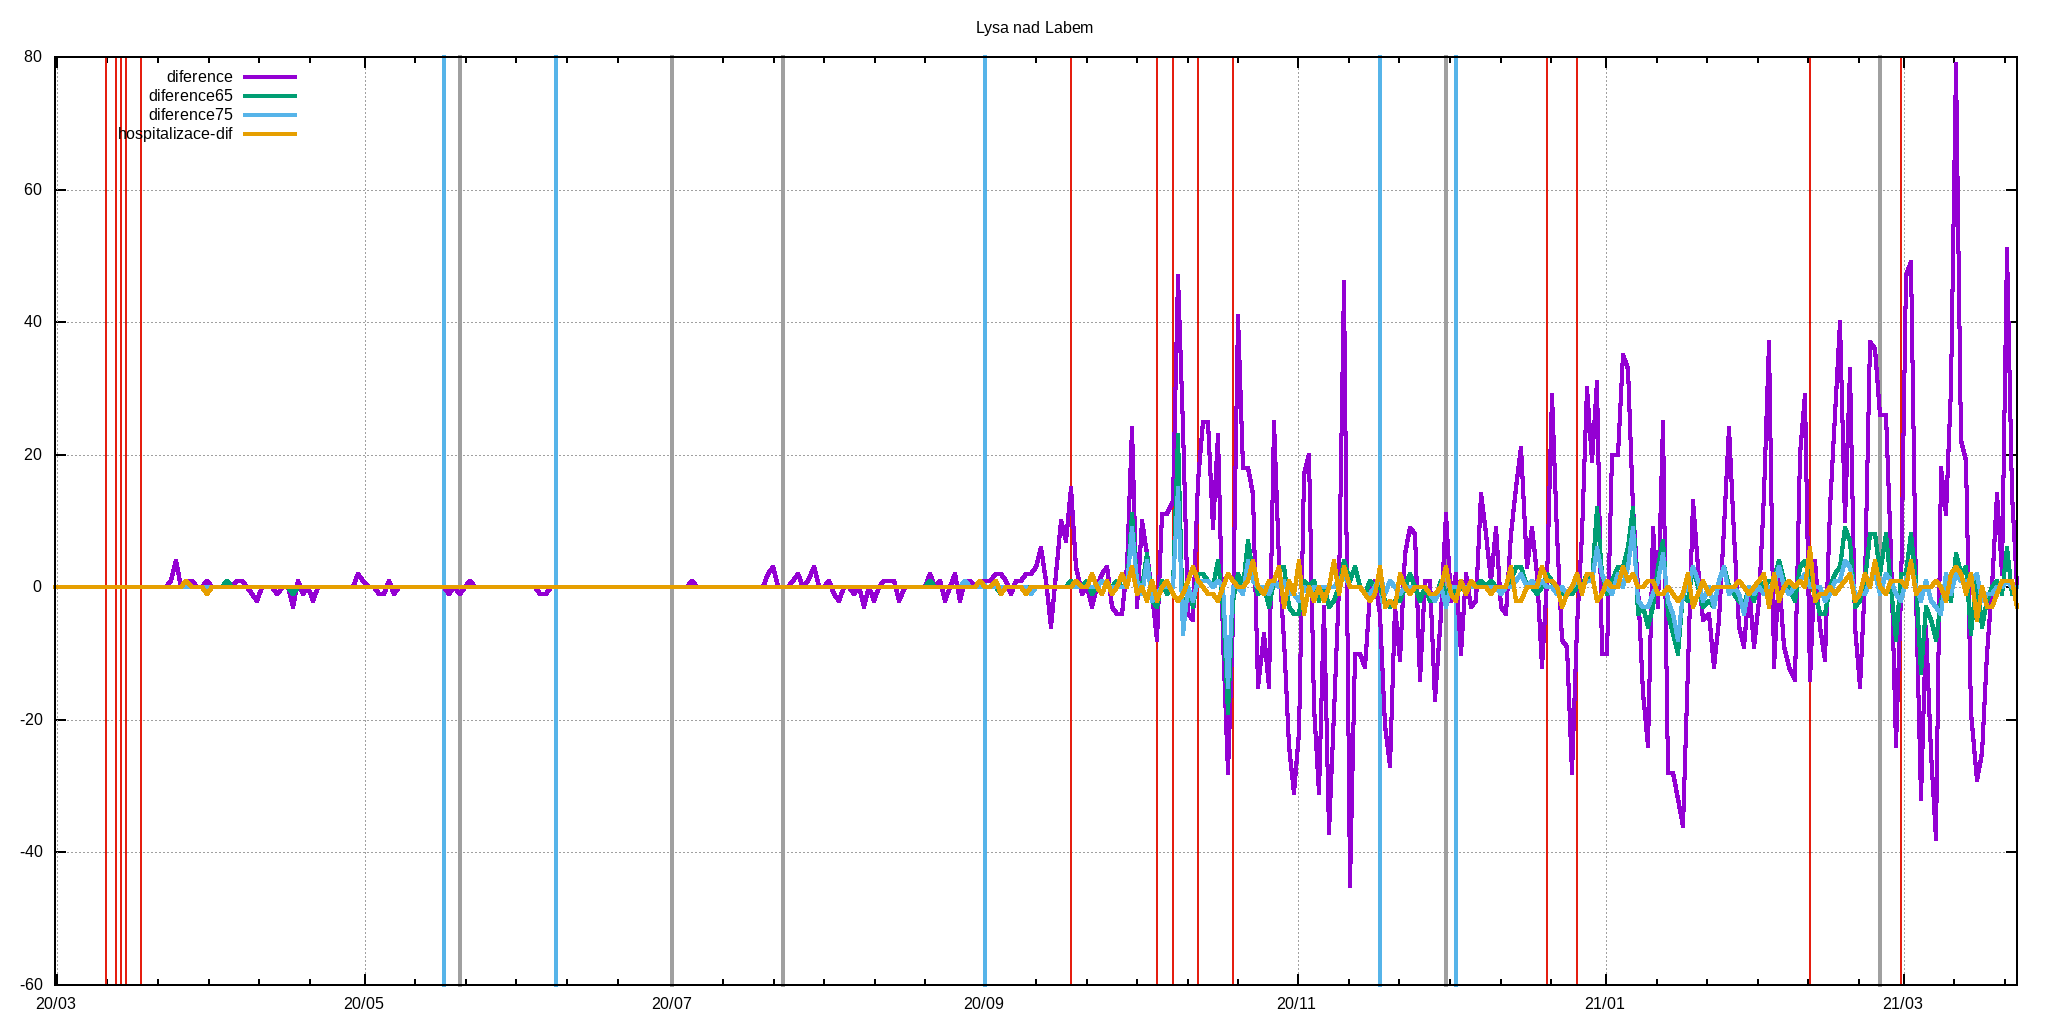 Lysa nad Labem
80
60
40
20
0
-20
-40
-60
diference
diference65
diference75
hospitalizace-dif
20/03 20/05 20/07 20/09 20/11 21/01 21/03